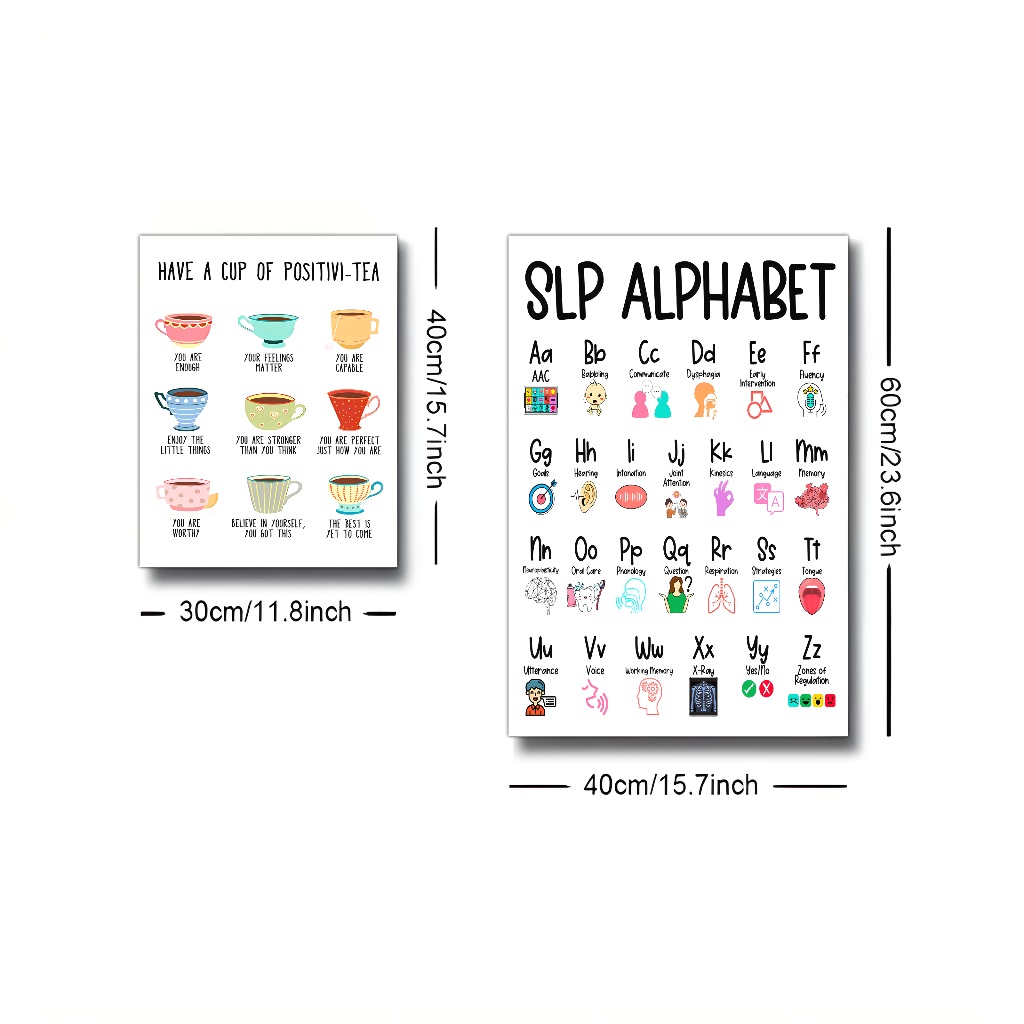 HAVE A CUP OF POSITIVI-TEA
YOU ARE
ENOUGH
YOUR FEELINGS
MATTER
YOU ARE
CAPABLE
ENJOY THE
LITTLE THINGS
YOU ARE STRONGER
THAN YOU THINK
YOU ARE PERFECT
JUST HOW YOU ARE
YOU ARE
WORTHY
BELIEVE IN YOURSELF,
YOU GOT THIS
THE BEST IS
YET TO COME
40cm/15.7inch
30cm/11.8inch
SLP ALPHABET
Aa Bb Cc Dd Ee Ff
AAC
Babbling
Communicate
Dysphagia
Early
Intervention
Fluency
Gg Hh Ii Jj Kk Ll Mm
Goals
Hearing
Intonation
Joint
Attention
Kinesics
Language
Memory
文
A
Nn Oo Pp Qq Rr Ss Tt
Neuroplasticity
Oral Care
Phonology
Question
Respiration
Strategies
Tongue
?
Uu Vv Ww Xx Yy Zz
Utterance
Voice
Working Memory
X-Ray
Yes/No
Zones of
Regulation
60cm/23.6inch
40cm/15.7inch